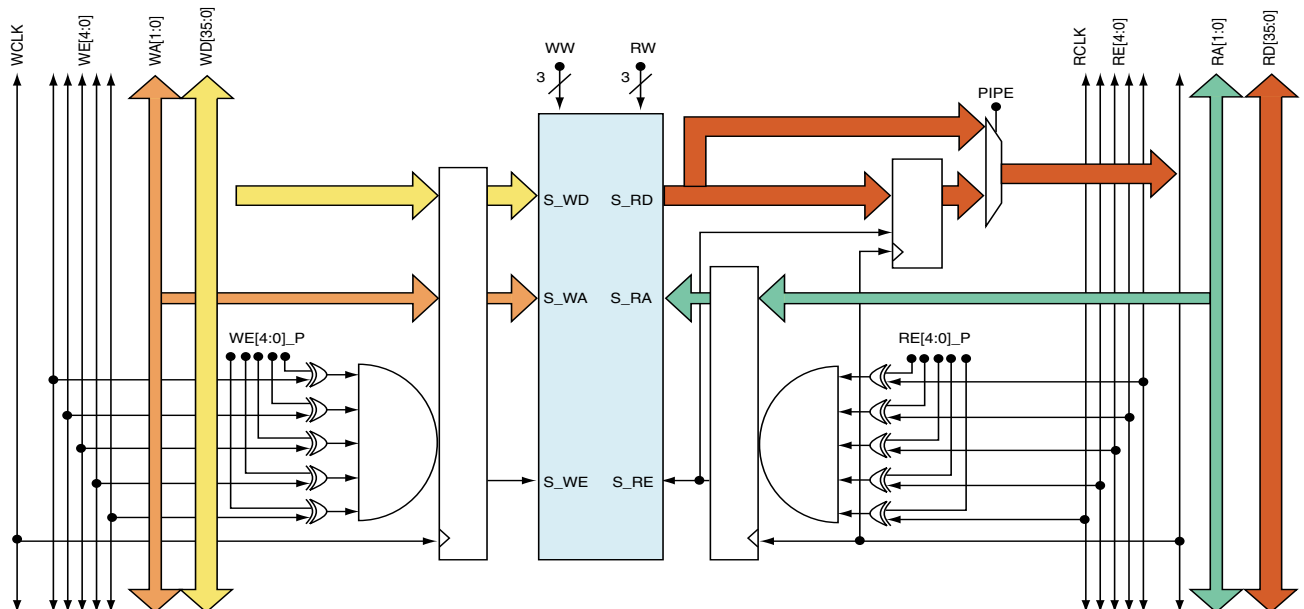 WCLK
WE[4:0]
WA[1:0]
WD[35:0]
WW
RW
3
3
RCLK
RE[4:0]
RA[1:0]
RD[35:0]
PIPE
S_WD
S_RD
S_WA
S_RA
WE[4:0]_P
RE[4:0]_P
S_WE
S_RE